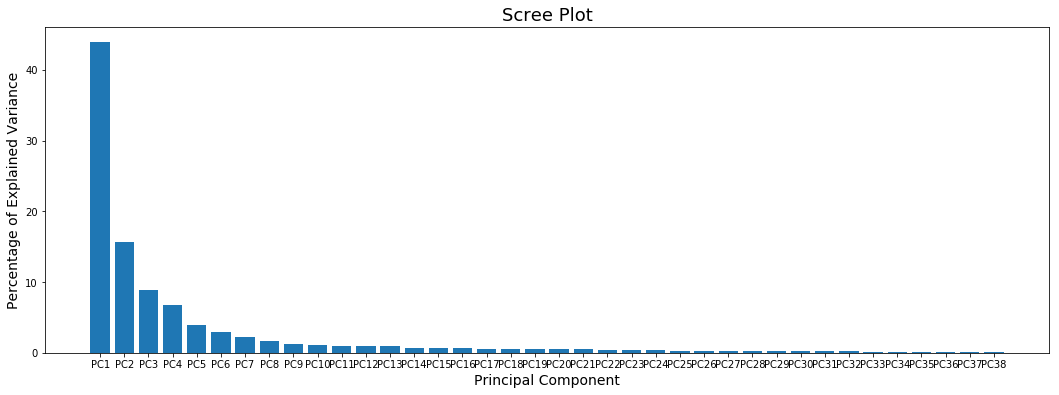 Scree Plot
Percentage of Explained Variance
40
30
20
10
0
PC1 PC2 PC3 PC4 PC5 PC6 PC7 PC8 PC9 PC10 PC11 PC12 PC13 PC14 PC15 PC16 PC17 PC18 PC19 PC20 PC21 PC22 PC23 PC24 PC25 PC26 PC27 PC28 PC29 PC30 PC31 PC32 PC33 PC34 PC35 PC36 PC37 PC38
Principal Component